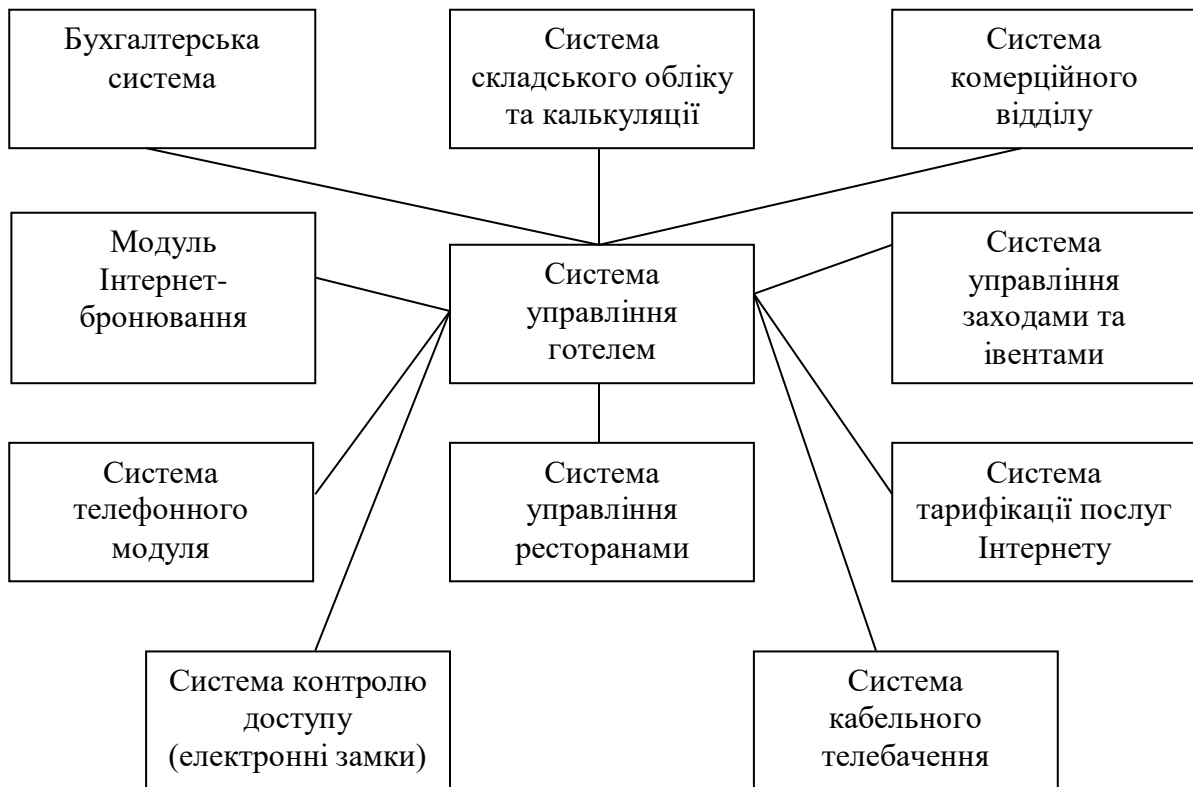 Бухгалтерська
система
Система
складського обліку
та калькуляції
Система
комерційного
відділу
Модуль
Інтернет-
бронювання
Система
управління
готелем
Система
управління
заходами та
івентами
Система
телефонного
модуля
Система
управління
ресторанами
Система
тарифікації послуг
Інтернету
Система контролю
доступу
(електронні замки)
Система
кабельного
телебачення